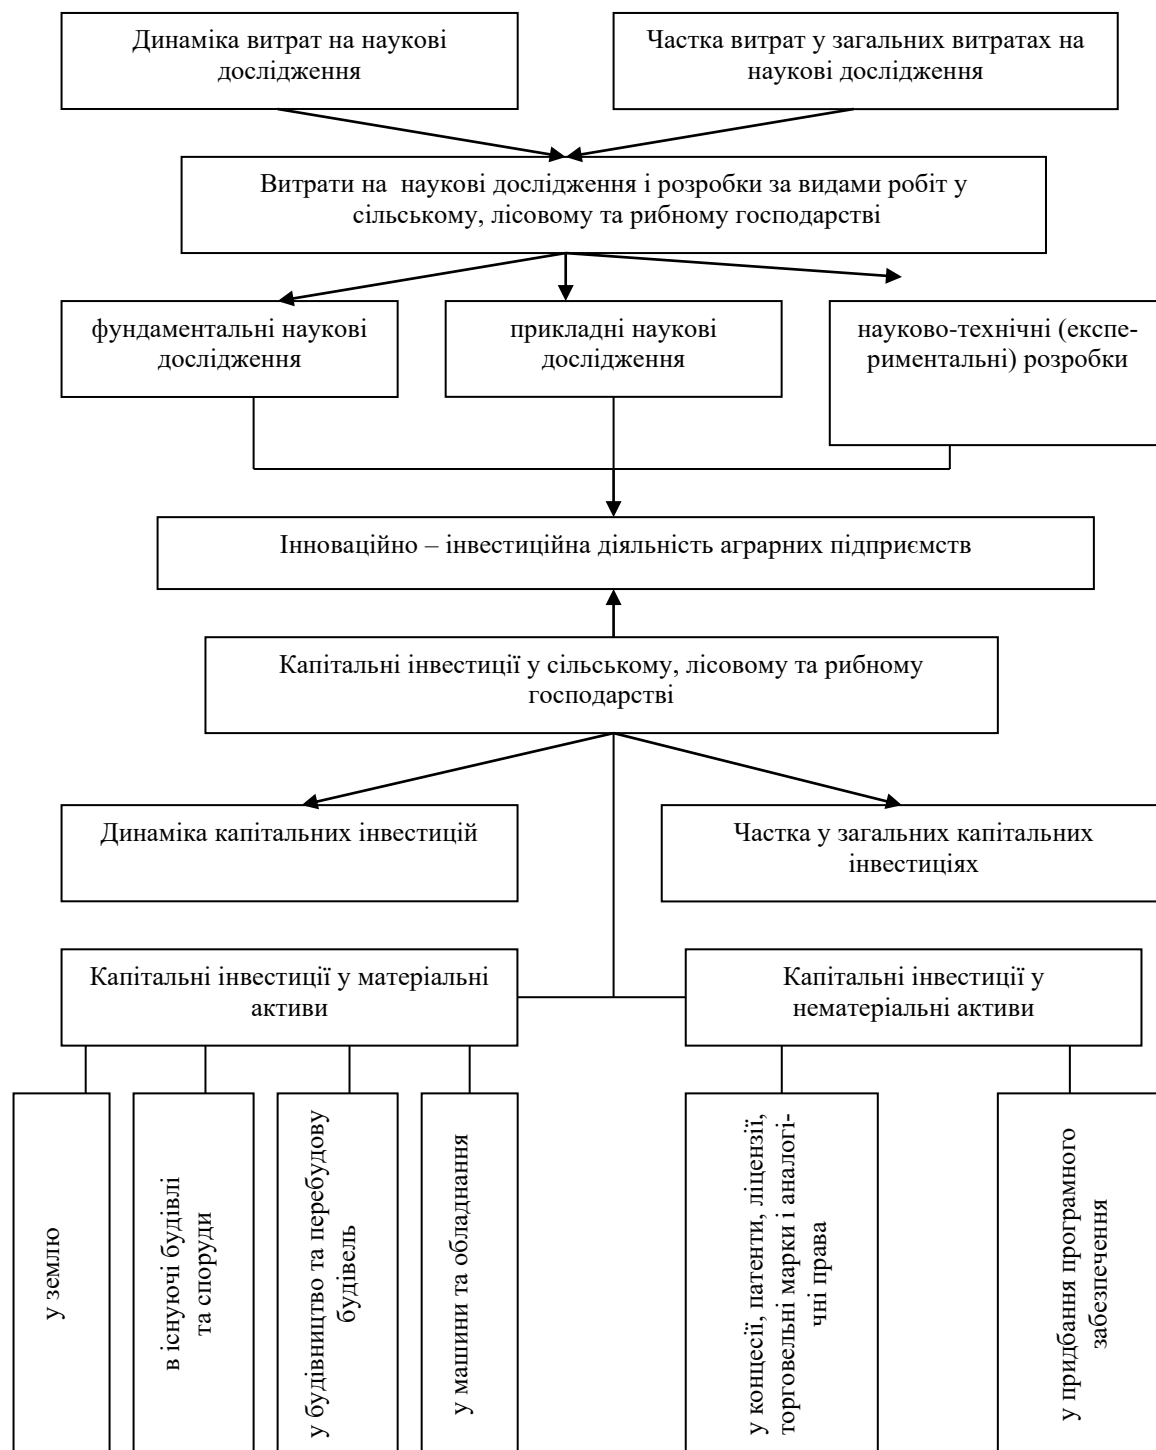 Динаміка витрат на наукові
дослідження
Частка витрат у загальних витратах на
наукові дослідження
Витрати на наукові дослідження і розробки за видами робіт у
сільському, лісовому та рибному господарстві
фундаментальні наукові
дослідження
прикладні наукові
дослідження
науково-технічні (експе-
риментальні) розробки
Інноваційно – інвестиційна діяльність аграрних підприємств
Капітальні інвестиції у сільському, лісовому та рибному
господарстві
Динаміка капітальних інвестицій
Частка у загальних капітальних
інвестиціях
Капітальні інвестиції у матеріальні
активи
Капітальні інвестиції у
нематеріальні активи
у землю
в існуючі будівлі
та споруди
у будівництво та перебудову
будівель
у машини та обладнання
у концесії, патенти, ліцензії,
торговельні марки і аналогі-
чні права
у придбання програмного
забезпечення